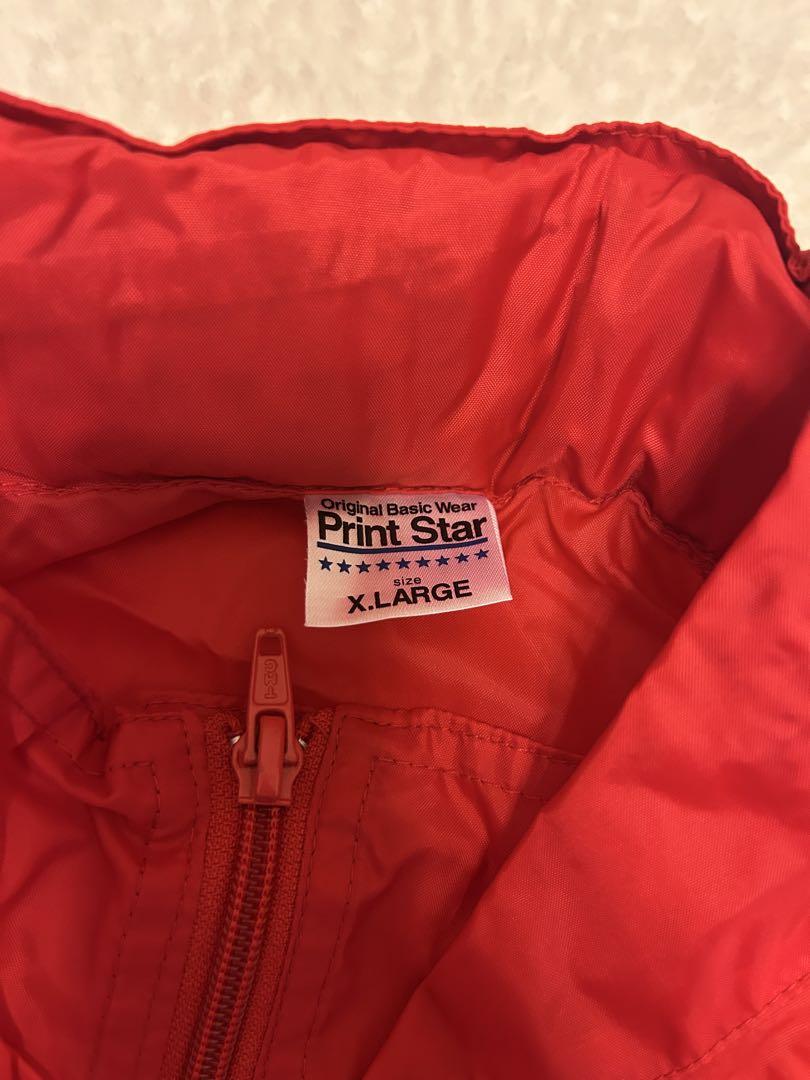 Original Basic Wear
Print Star
size
X.LARGE